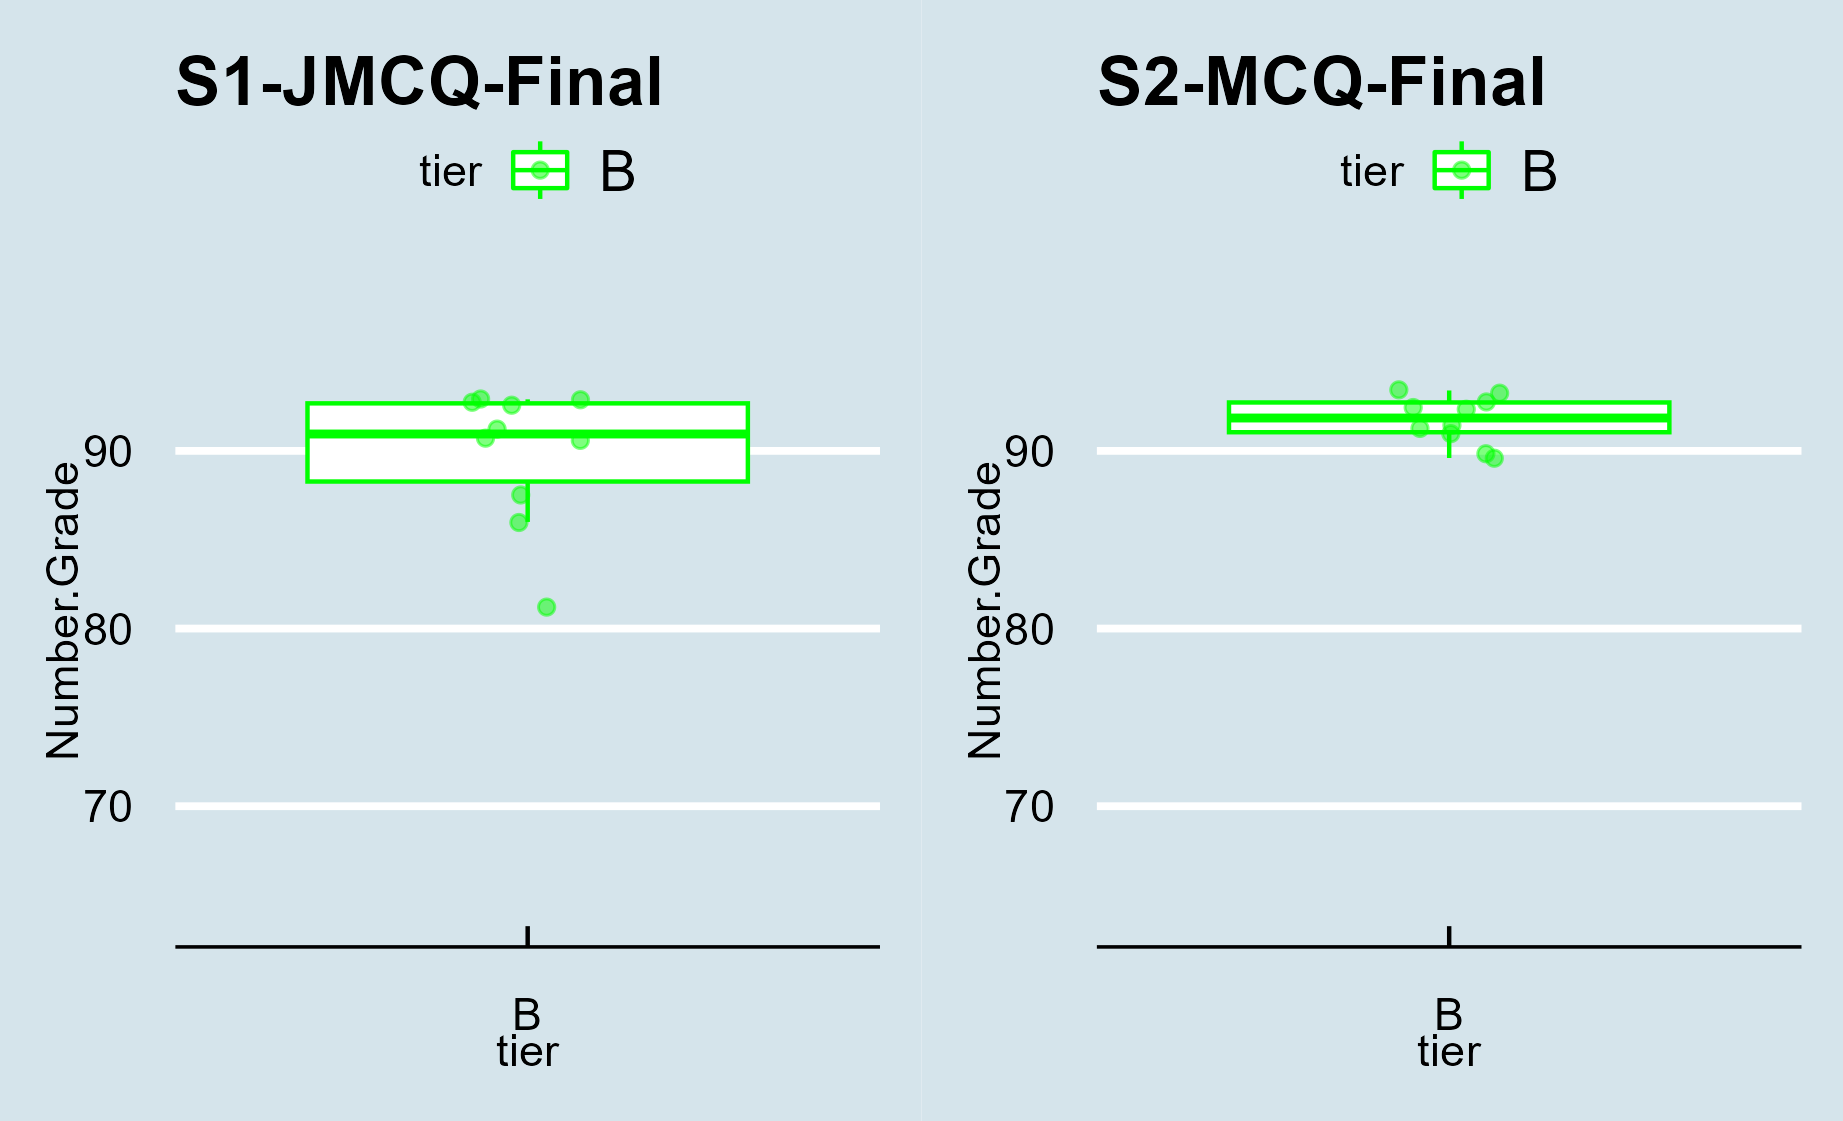 S1-JMCQ-Final
tier B
90
80
70
Number.Grade
B
tier
S2-MCQ-Final
tier B
90
80
70
Number.Grade
B
tier